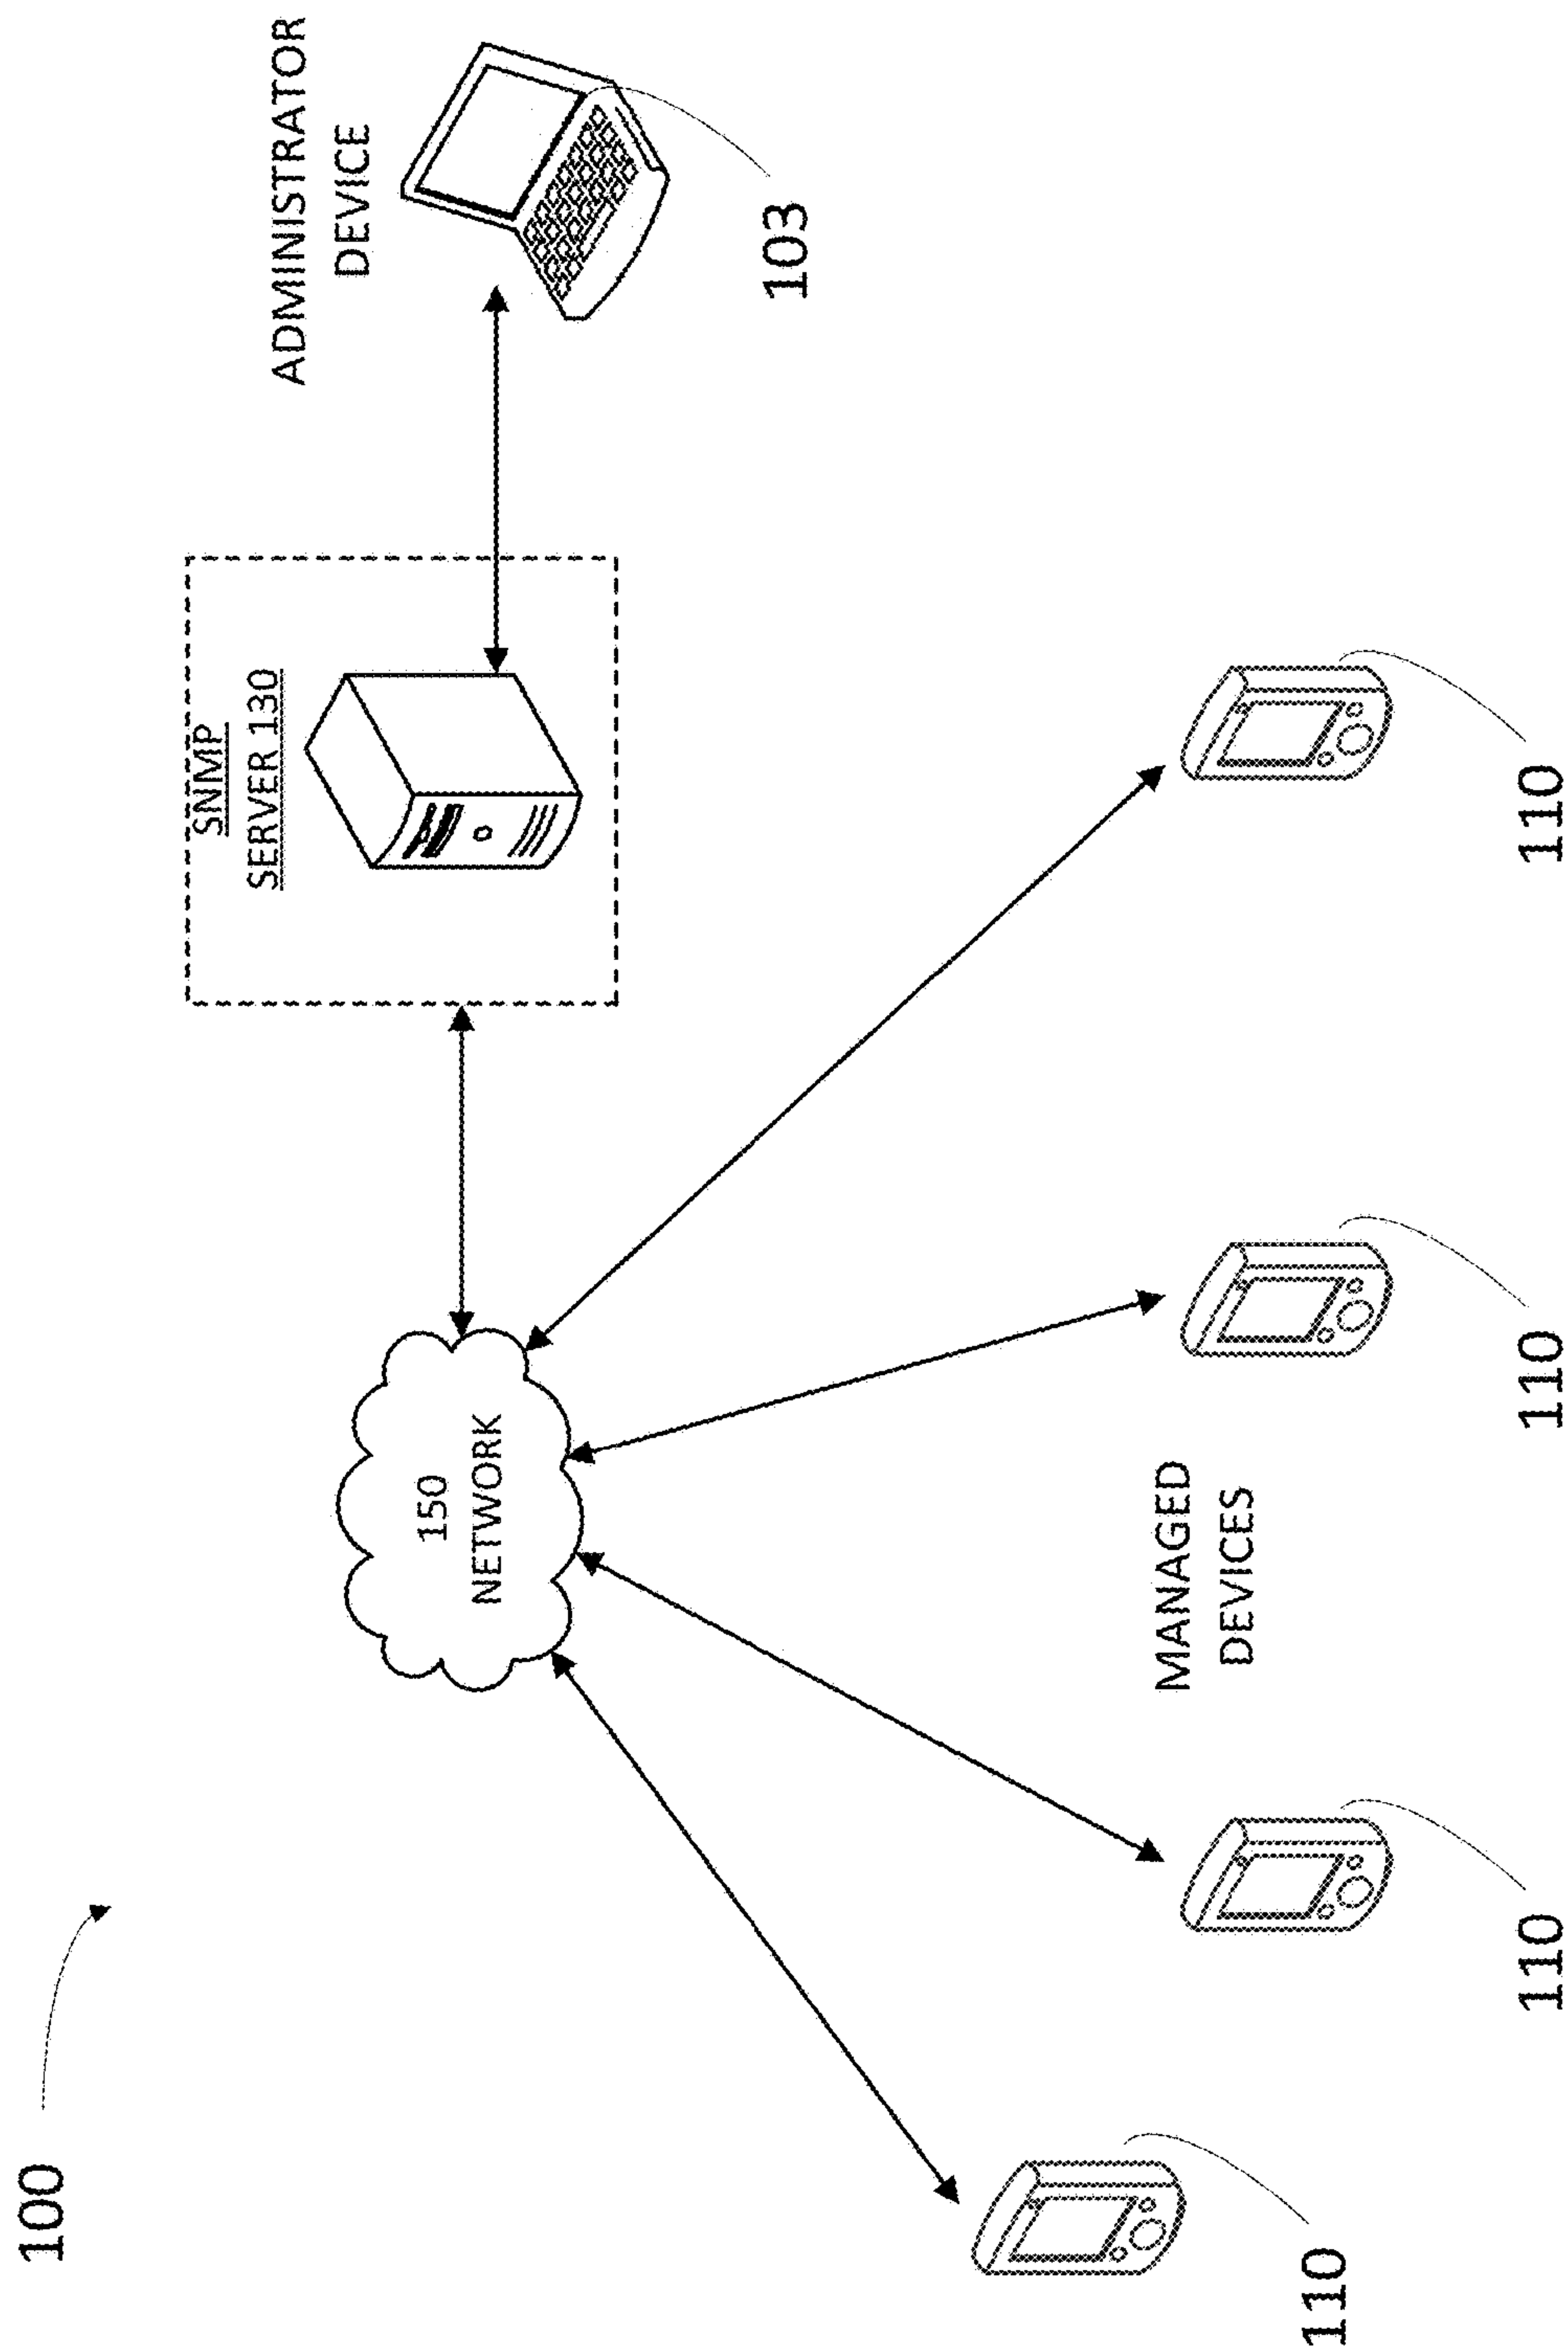 100
SNMP
SERVER 130
ADMINISTRATOR
DEVICE
150
NETWORK
103
MANAGED
DEVICES
110
110
110
110